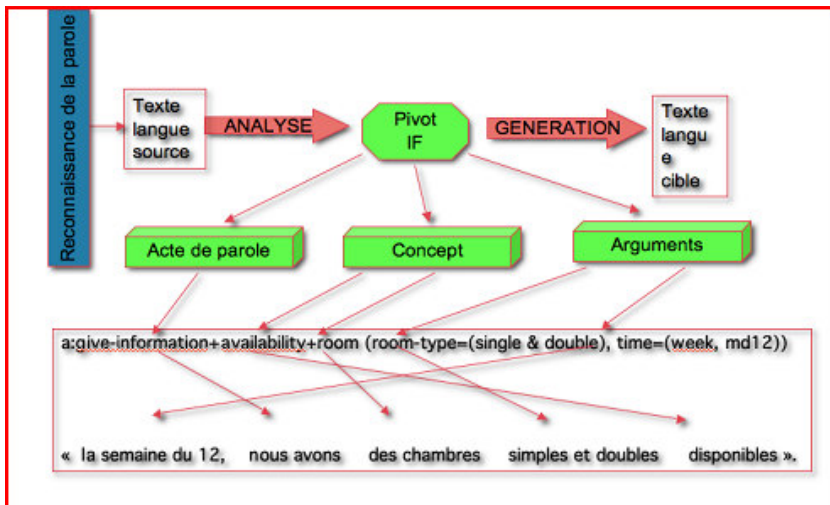 Reconnaissance de la parole
Texte
langue
source
ANALYSE
Pivot
IF
GENERATION
Texte
langu
e
cible
Acte de parole
Concept
Arguments
a:give-information+availability+room (room-type=(single & double), time=(week, md12))
« la semaine du 12, nous avons des chambres simples et doubles disponibles ».